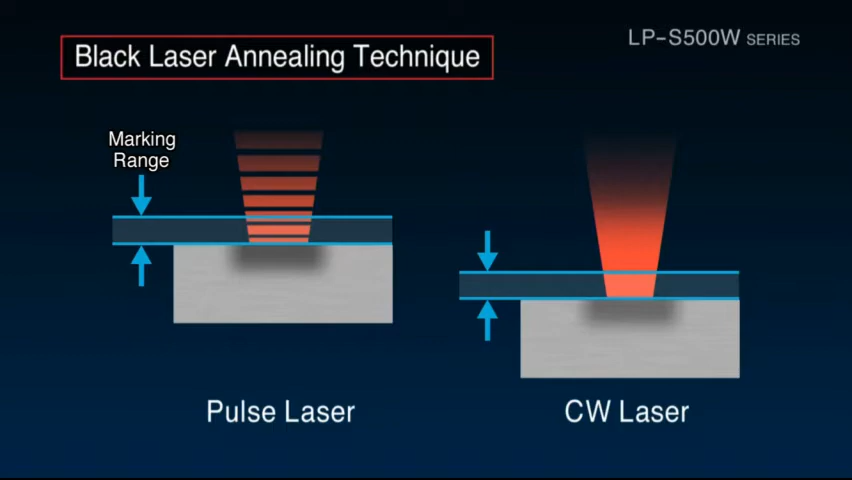 Black Laser Annealing Technique
LP-S500W SERIES
Marking
Range
Pulse Laser
CW Laser